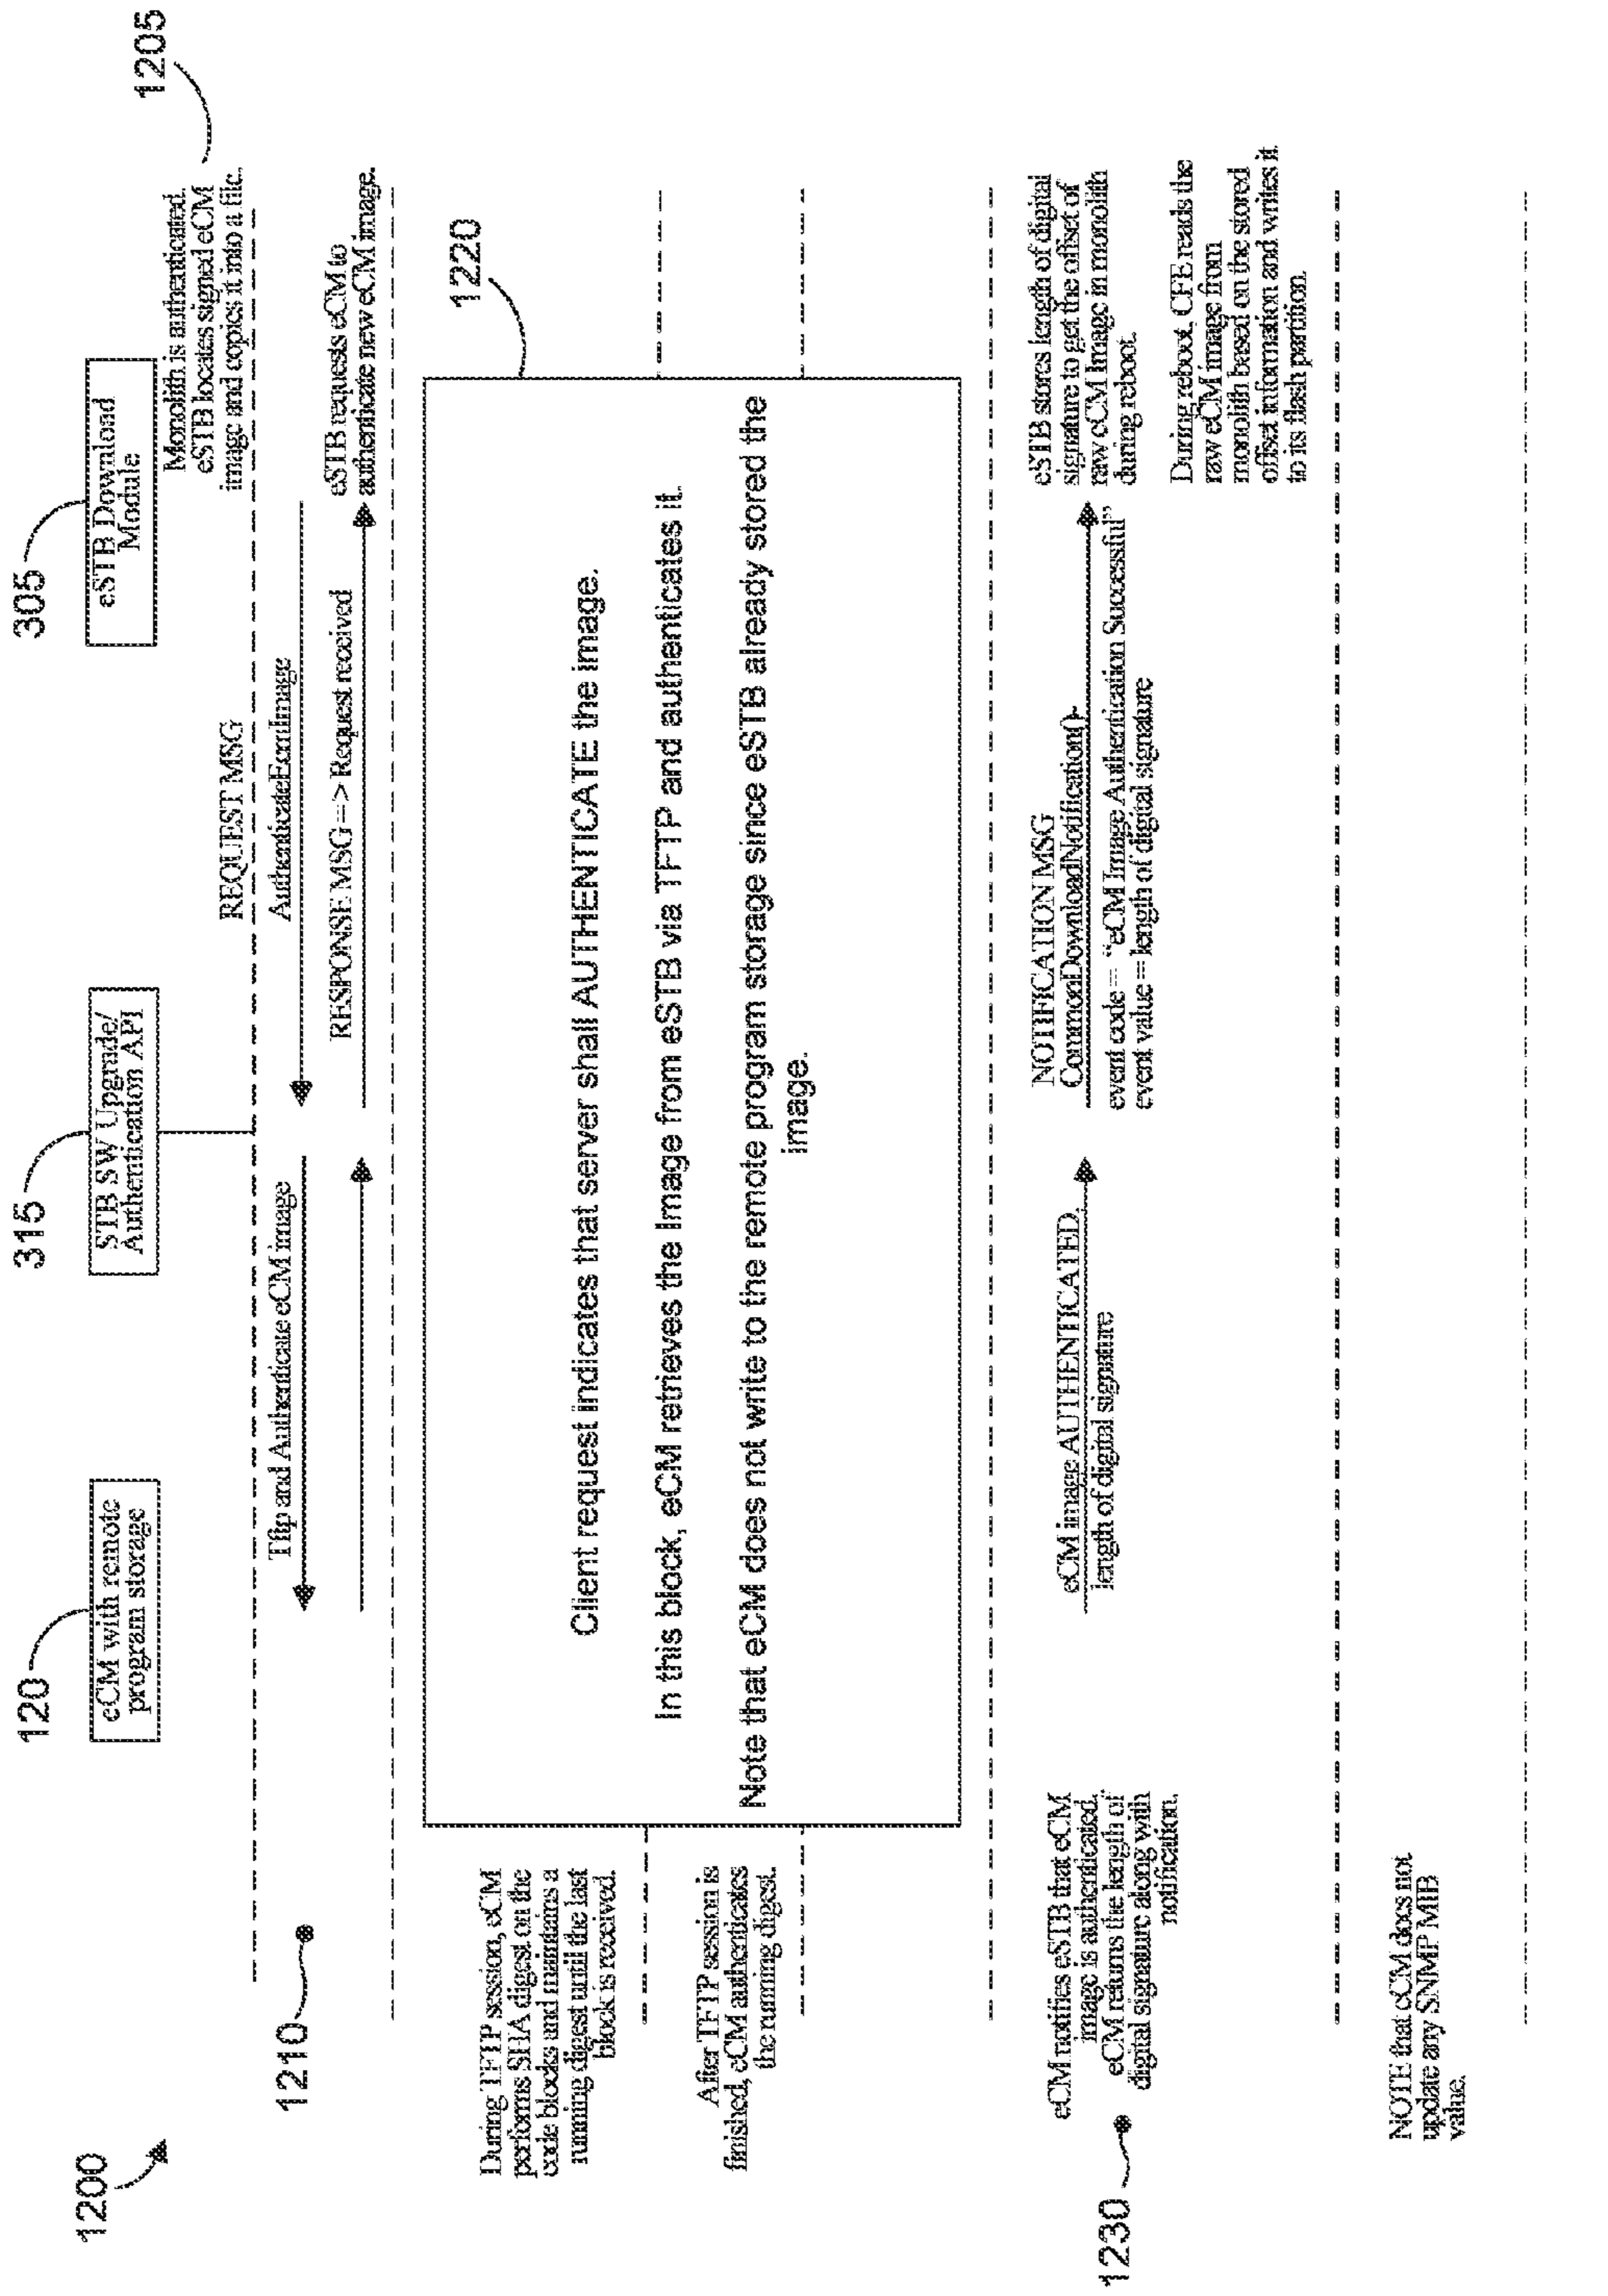 1200
120
eCM with remote
program storage
315
STB SW Upgrade/
Authentication API
305
eSTB Download
Module
1205
Monolith is authenticated.
eSTB locates signed eCM
image and copies it into a file.
REQUEST MSG
1210
Tftp and Authenticate eCM image
AuthenticateEcmImage
RESPONSE MSG => Request received
eSTB requests eCM to
authenticate new eCM image.
During TFTP session, eCM
performs SHA digest on the
code blocks and maintains a
running digest until the last
block is received.
After TFTP session is
finished, eCM authenticates
the running digest.
1220
Client request indicates that server shall AUTHENTICATE the image.
In this block, eCM retrieves the Image from eSTB via TFTP and authenticates it.
Note that eCM does not write to the remote program storage since eSTB already stored the
image.
1230
eCM notifies eSTB that eCM
image is authenticated.
eCM returns the length of
digital signature along with
notification.
eCM image AUTHENTICATED.
length of digital signature
NOTIFICATION MSG
CommonDownloadNotification()-
event code = "eCM Image Authentication Successful"
event value = length of digital signature
eSTB stores length of digital
signature to get the offset of
raw eCM Image in monolith
during reboot.
During reboot, CFE reads the
raw eCM image from
monolith based on the stored
offset information and writes it
to its flash partition.
NOTE that eCM does not
update any SNMP MIB
value.